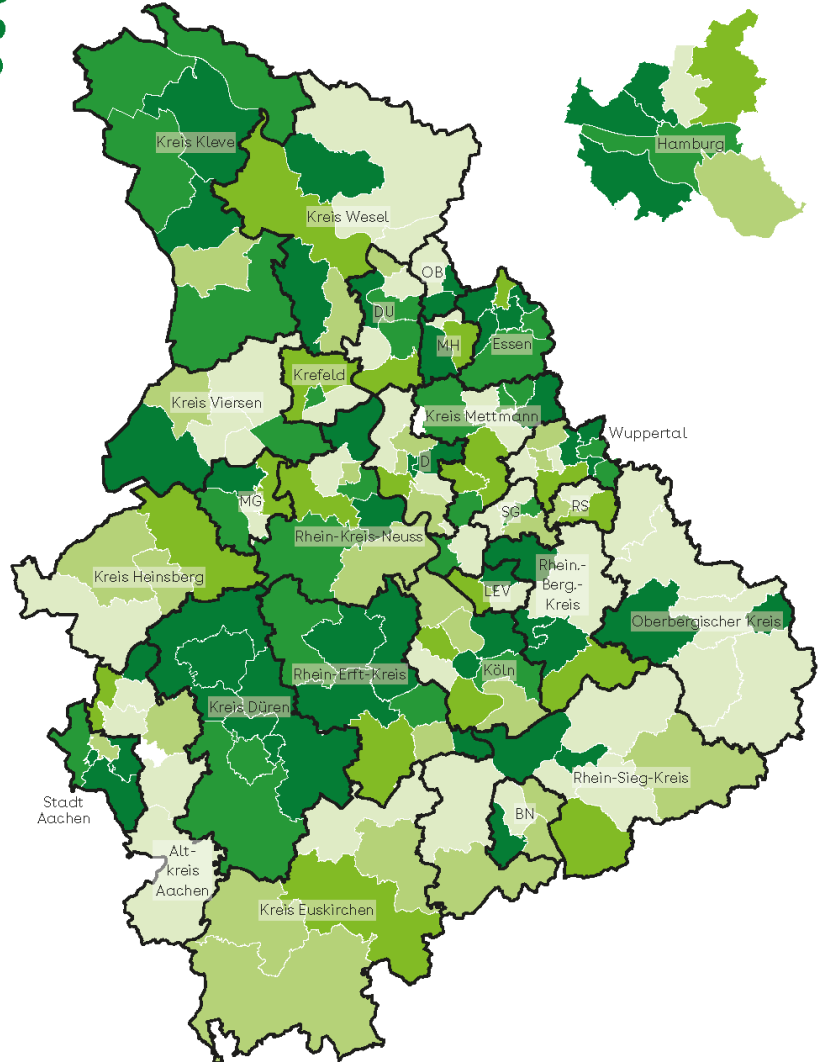 Kreis Kleve
Hamburg
Kreis Wesel
OB
DU
MH
Essen
Krefeld
Kreis Viersen
Kreis Mettmann
Wuppertal
D
MG
SG
RS
Rhein-Kreis-Neuss
Kreis Heinsberg
LEV
Rhein.-
Berg.-
Kreis
Oberbergischer Kreis
Rhein-Erft-Kreis
Köln
Kreis Düren
Rhein-Sieg-Kreis
Stadt
Aachen
BN
Alt-
kreis
Aachen
Kreis Euskirchen